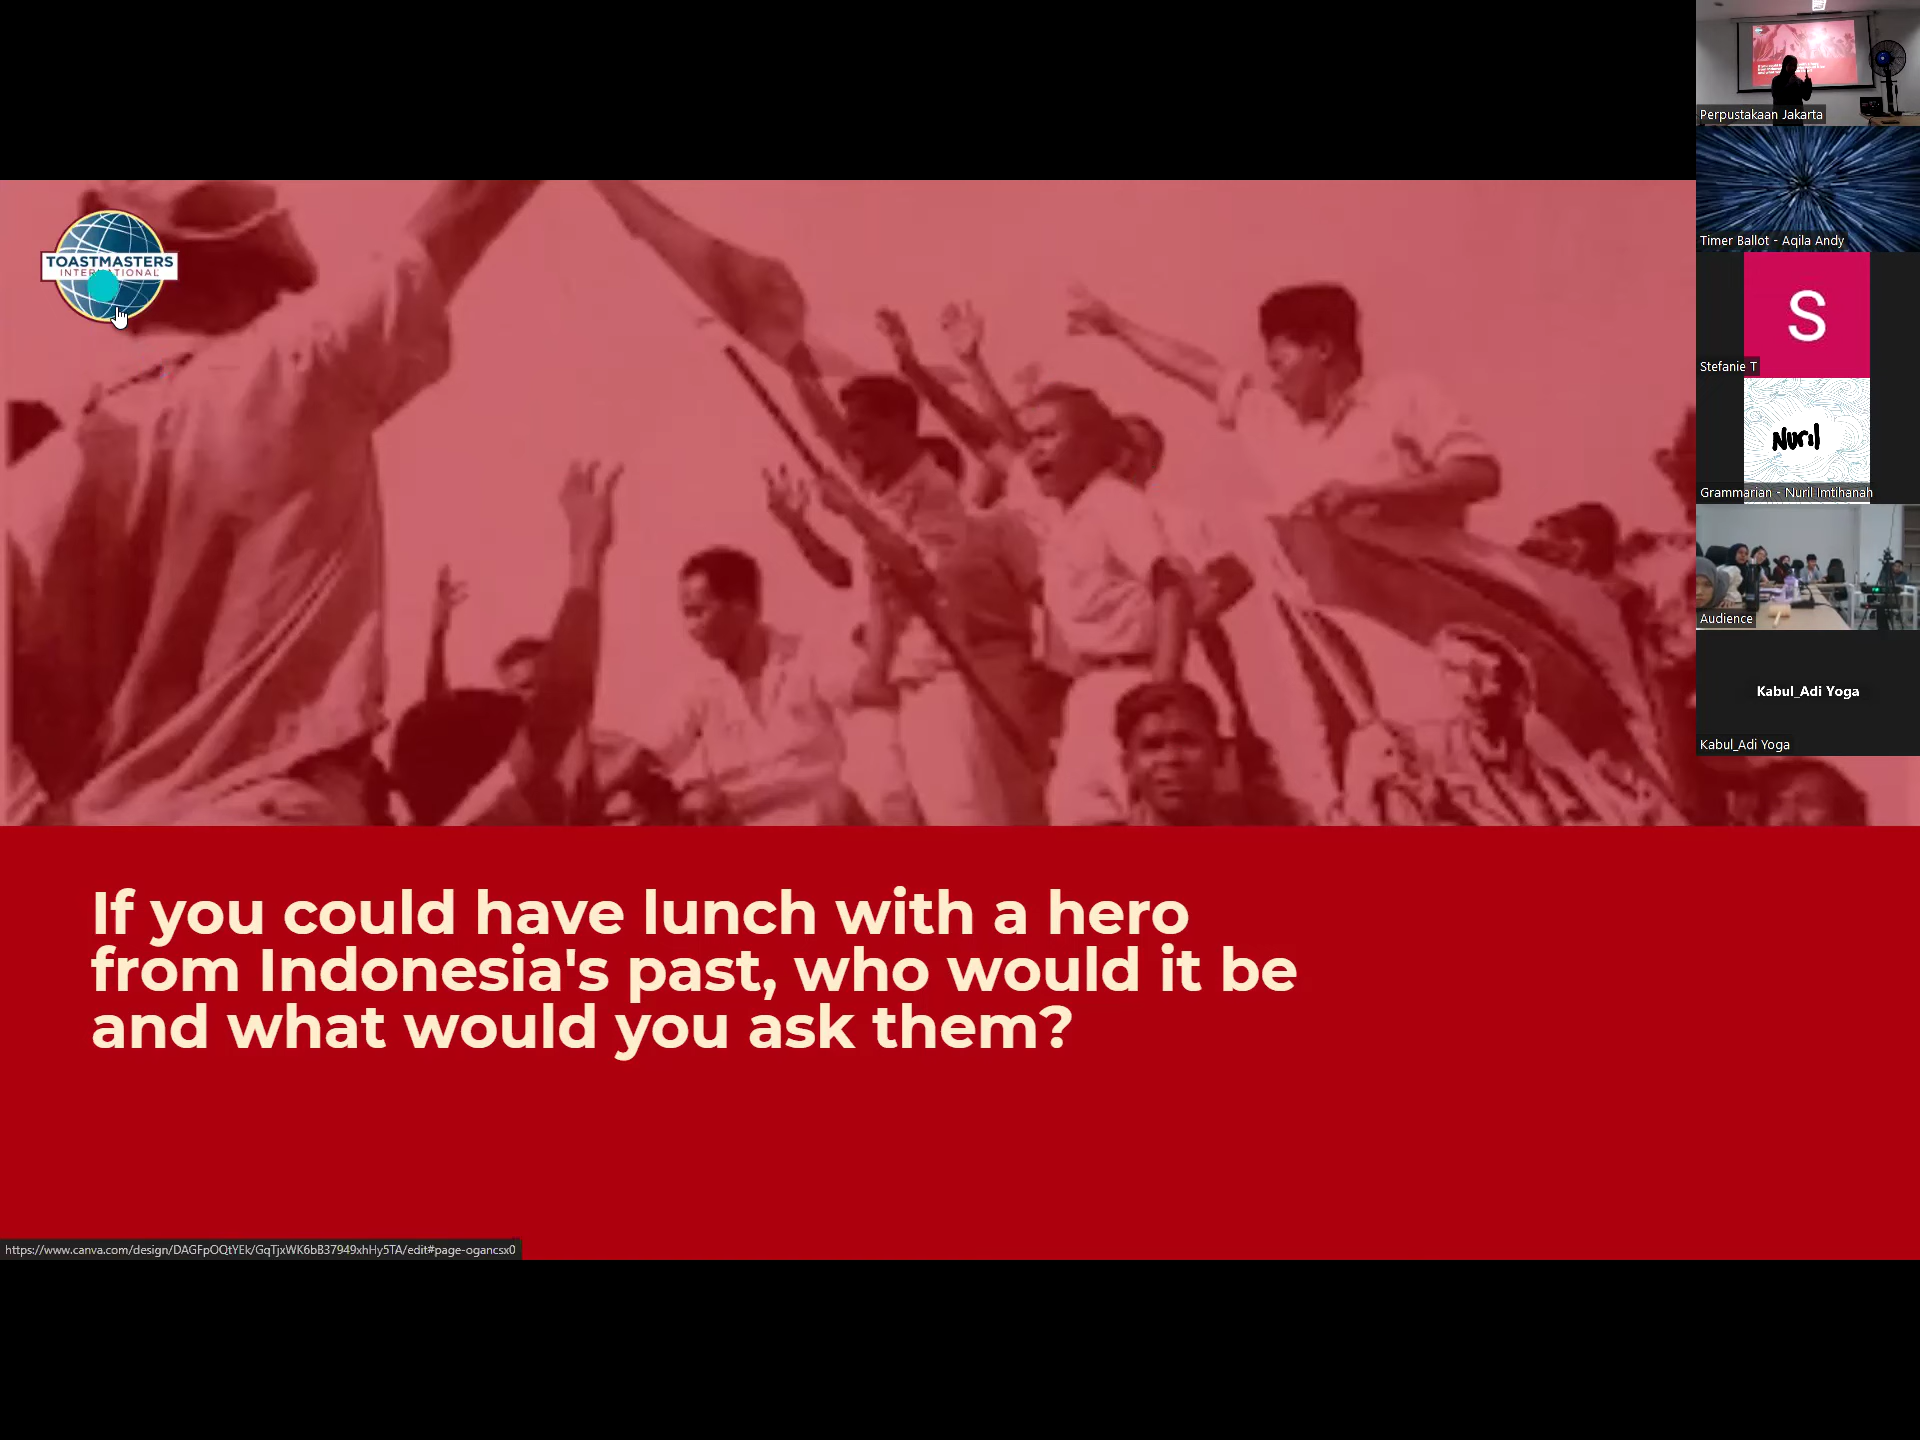 TOASTMASTERS
INTERNATIONAL
If you could have lunch with a hero
from Indonesia's past, who would it be
and what would you ask them?
https://www.canva.com/design/DAGFpOQtYEk/GqTjxWK6bB37949xhHy5TA/edit#page-ogancsx0
Perpustakaan Jakarta
Timer Ballot - Aqila Andy
S
Stefanie T
Nuril
Grammarian - Nuril Imtihanah
Audience
Kabul_Adi Yoga
Kabul_Adi Yoga